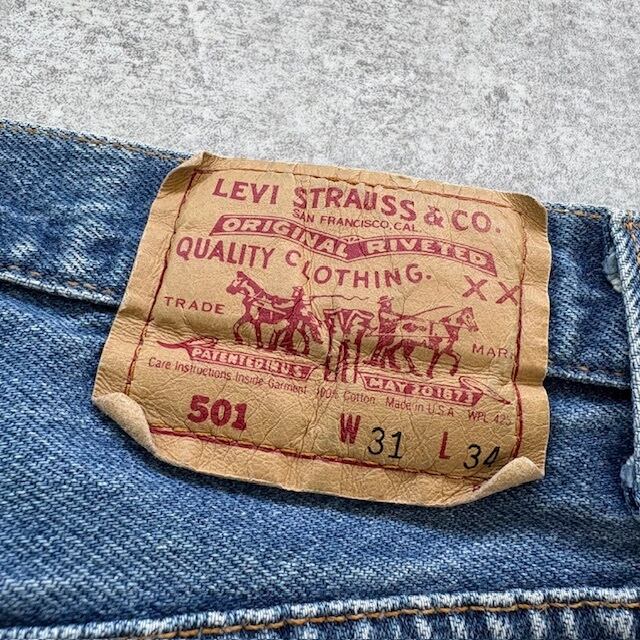 LEVI STRAUSS & CO.
SAN FRANCISCO, CAL.
ORIGINAL RIVETED
QUALITY CLOTHING.
XX
TRADE MARK
PATENTED IN U.S. MAY 20 1873
Care Instructions Inside Garment 100% Cotton Made in U.S.A. WPL 423
501 W 31 L 34